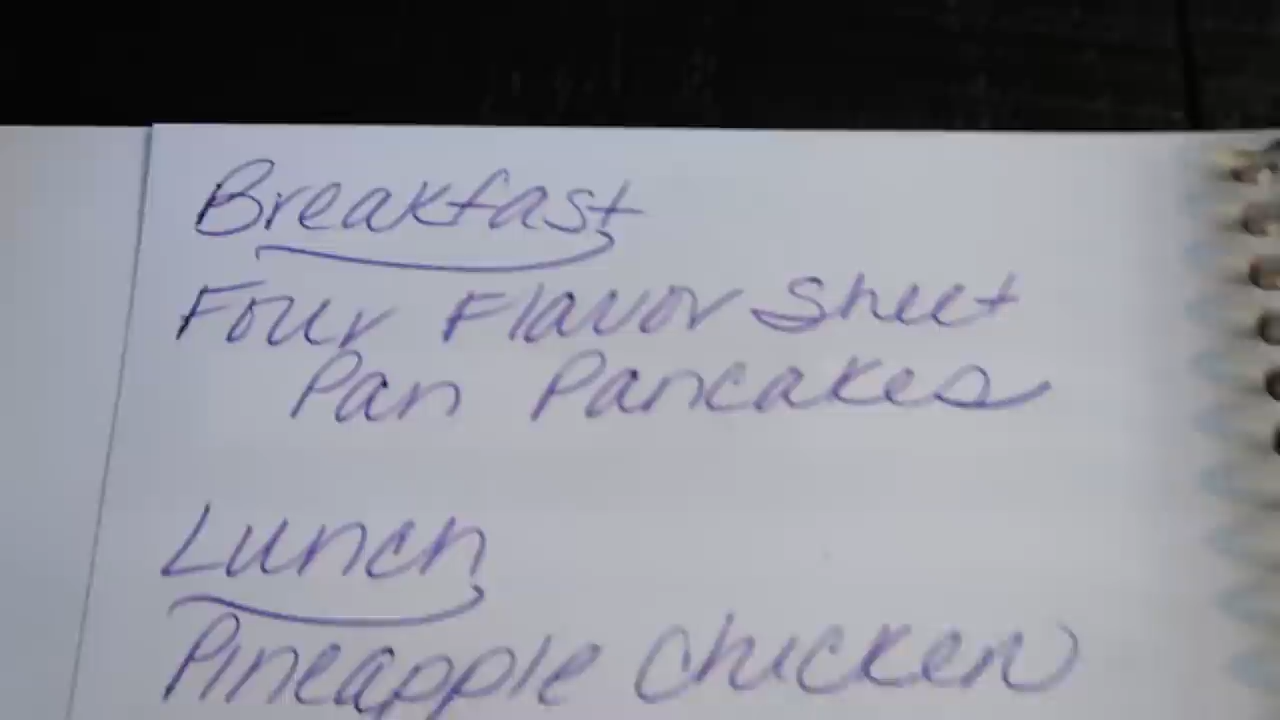 Breakfast
Four Flavor Sheet
Pan Pancakes
Lunch
Pineapple Chicken